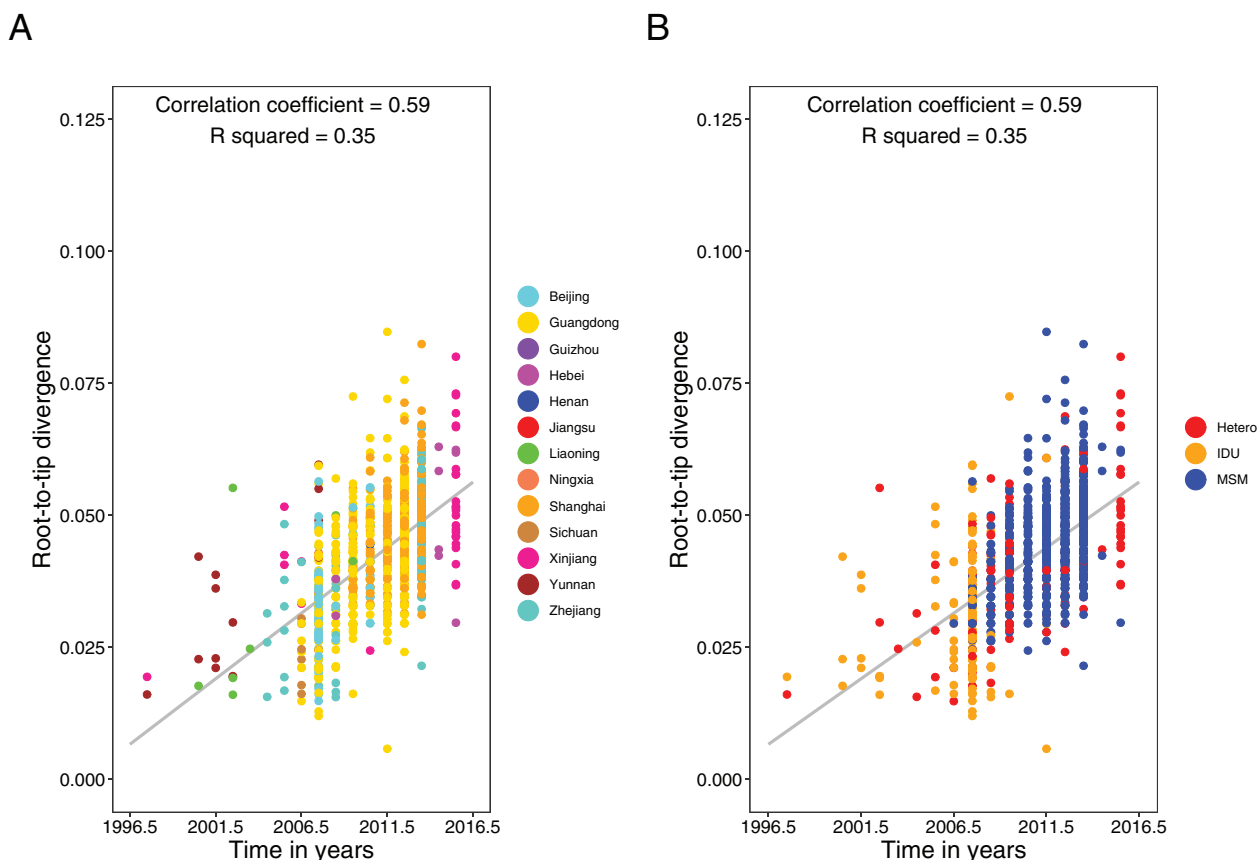 A
Correlation coefficient = 0.59
R squared = 0.35
0.125
0.100
0.075
0.050
0.025
0.000
Root-to-tip divergence
1996.5 2001.5 2006.5 2011.5 2016.5
Time in years
Beijing
Guangdong
Guizhou
Hebei
Henan
Jiangsu
Liaoning
Ningxia
Shanghai
Sichuan
Xinjiang
Yunnan
Zhejiang
B
Correlation coefficient = 0.59
R squared = 0.35
0.125
0.100
0.075
0.050
0.025
0.000
Root-to-tip divergence
1996.5 2001.5 2006.5 2011.5 2016.5
Time in years
Hetero
IDU
MSM